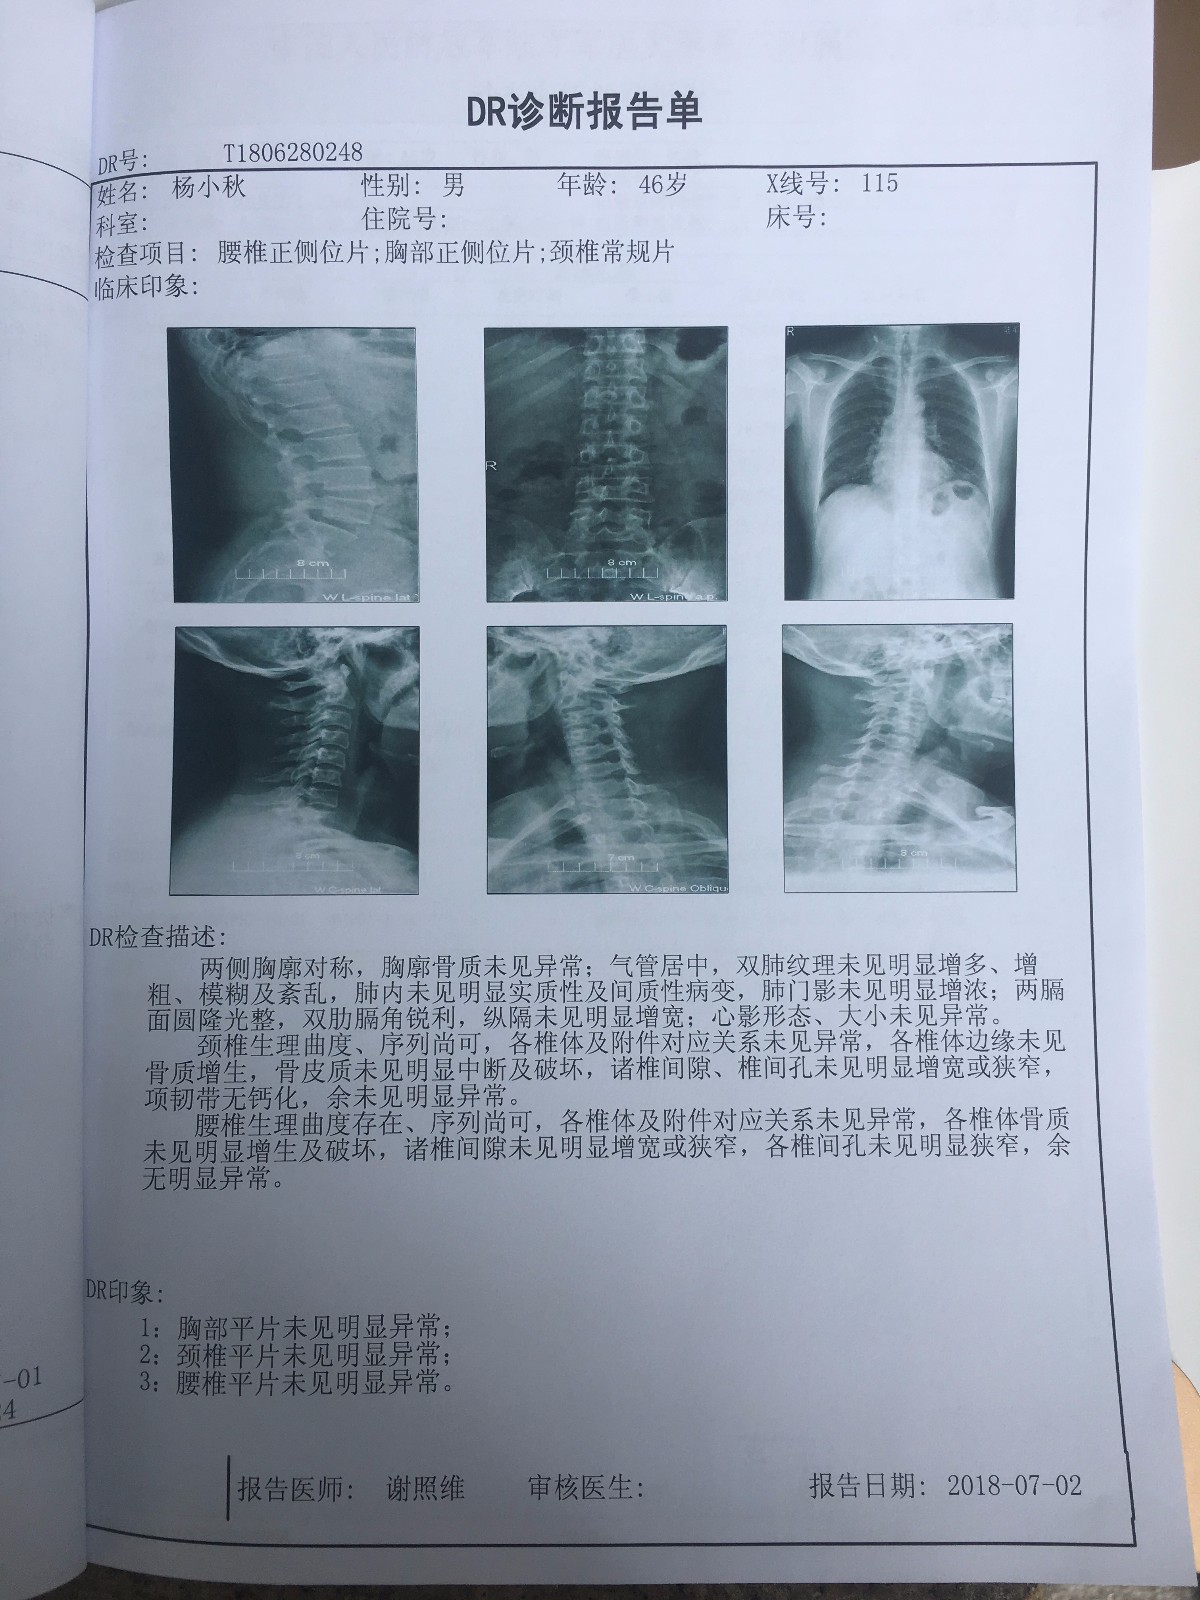 DR诊断报告单
DR号: T1806280248
姓名: 杨小秋 性别: 男 年龄: 46岁 X线号: 115
科室: 住院号: 床号:
检查项目: 腰椎正侧位片;胸部正侧位片;颈椎常规片
临床印象:
R
R
8 cm
W L-spine lat
8 cm
W L-spine a.p.
W C-spine lat
7 cm
W C-spine Obliqu
9 cm
DR检查描述:
两侧胸廓对称，胸廓骨质未见异常；气管居中，双肺纹理未见明显增多、增
粗、模糊及紊乱，肺内未见明显实质性及间质性病变，肺门影未见明显增浓；两膈
面圆隆光整，双肋膈角锐利，纵隔未见明显增宽；心影形态、大小未见异常。
颈椎生理曲度、序列尚可，各椎体及附件对应关系未见异常，各椎体边缘未见
骨质增生，骨皮质未见明显中断及破坏，诸椎间隙、椎间孔未见明显增宽或狭窄，
项韧带无钙化，余未见明显异常。
腰椎生理曲度存在、序列尚可，各椎体及附件对应关系未见异常，各椎体骨质
未见明显增生及破坏，诸椎间隙未见明显增宽或狭窄，各椎间孔未见明显狭窄，余
无明显异常。
DR印象:
1: 胸部平片未见明显异常；
2: 颈椎平片未见明显异常；
3: 腰椎平片未见明显异常。
-01
34
报告医师: 谢照维 审核医生: 报告日期: 2018-07-02